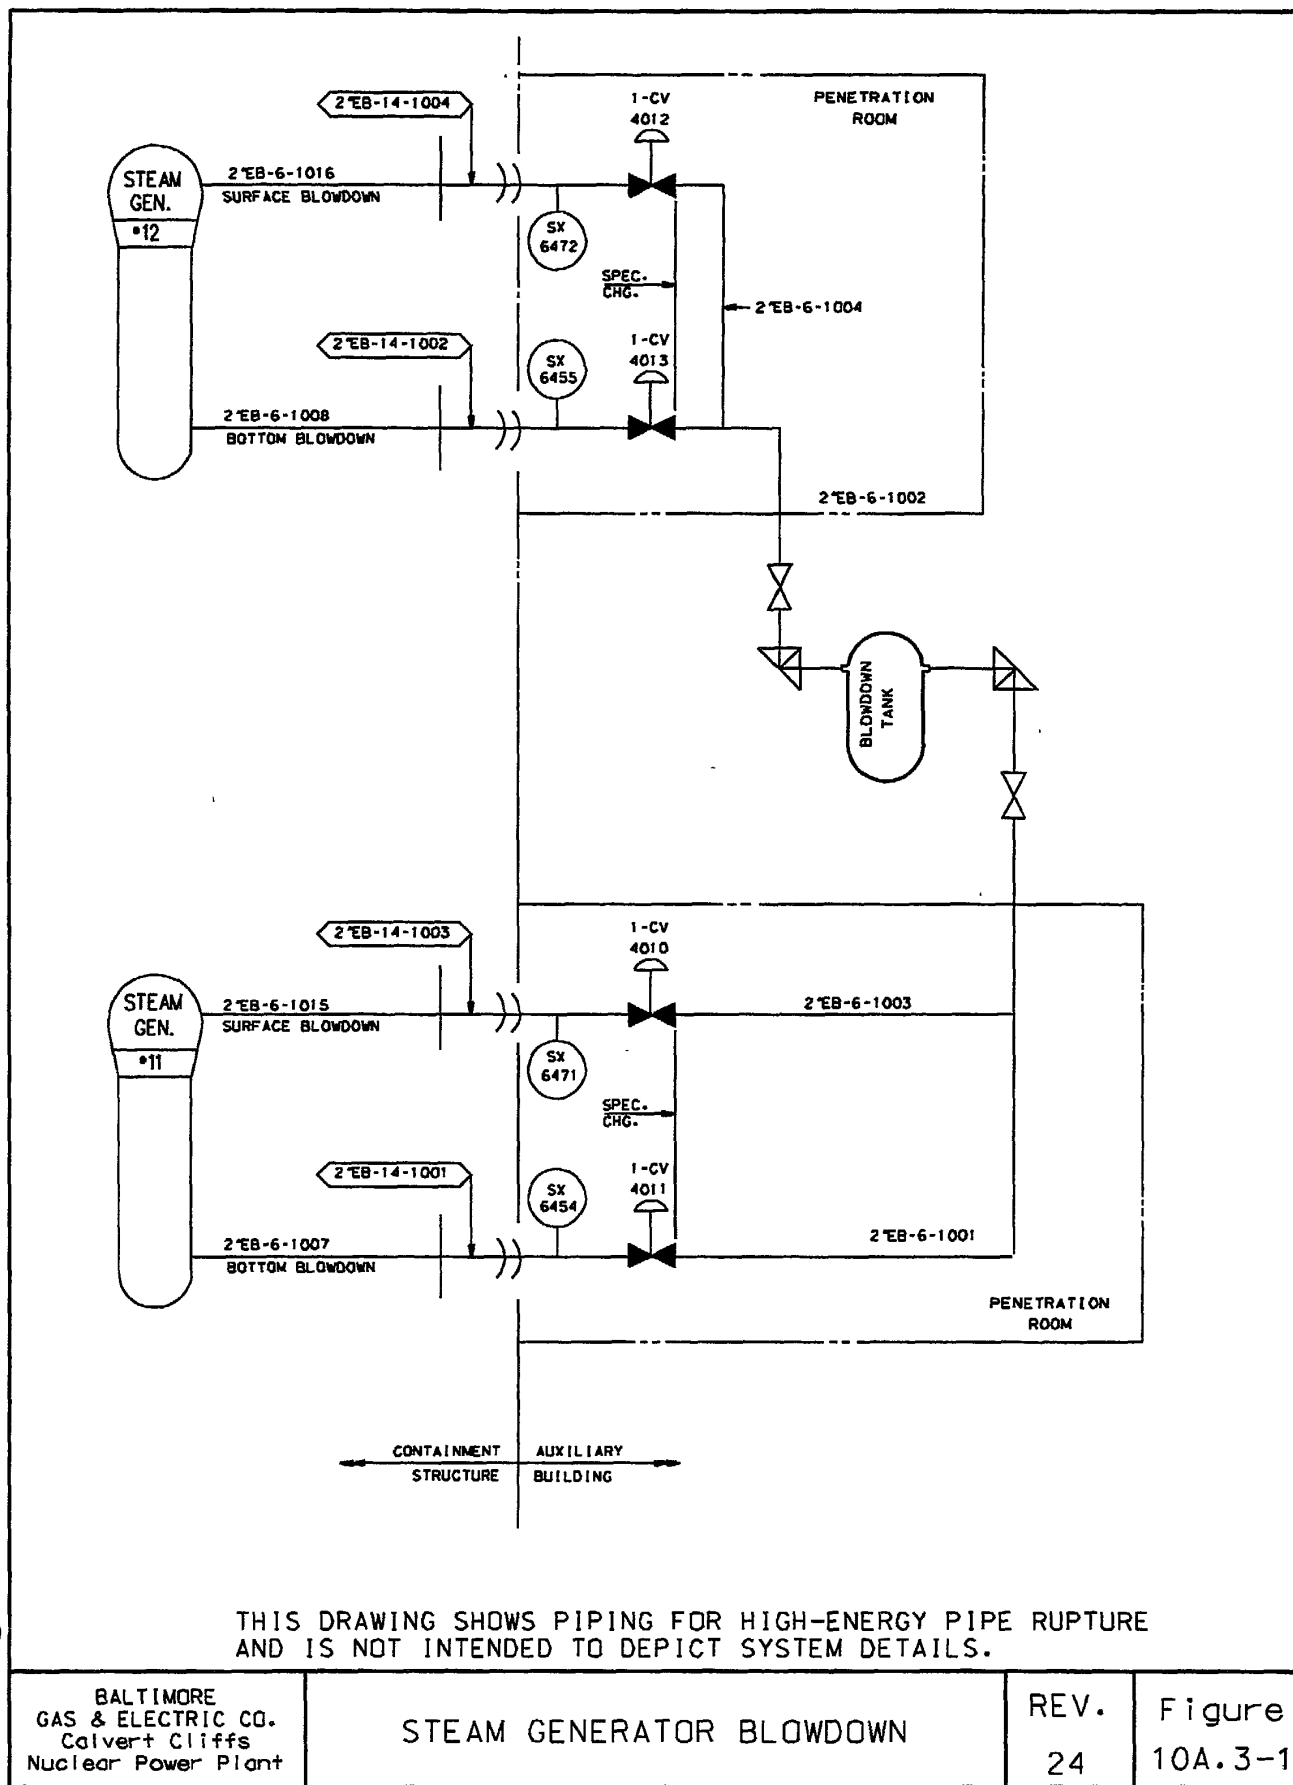 2"EB-14-1004
1-CV
4012
PENETRATION
ROOM
STEAM
GEN.
#12
2"EB-6-1016
SURFACE BLOWDOWN
SX
6472
SPEC.
CHG.
2"EB-6-1004
2"EB-14-1002
SX
6455
1-CV
4013
2"EB-6-1008
BOTTOM BLOWDOWN
2"EB-6-1002
BLOWDOWN
TANK
2"EB-14-1003
1-CV
4010
STEAM
GEN.
#11
2"EB-6-1015
SURFACE BLOWDOWN
2"EB-6-1003
SX
6471
SPEC.
CHG.
2"EB-14-1001
SX
6454
1-CV
4011
2"EB-6-1007
BOTTOM BLOWDOWN
2"EB-6-1001
PENETRATION
ROOM
CONTAINMENT
STRUCTURE
AUXILIARY
BUILDING
THIS DRAWING SHOWS PIPING FOR HIGH-ENERGY PIPE RUPTURE
AND IS NOT INTENDED TO DEPICT SYSTEM DETAILS.
BALTIMORE
GAS & ELECTRIC CO.
Calvert Cliffs
Nuclear Power Plant
STEAM GENERATOR BLOWDOWN
REV.
24
Figure
10A.3-1